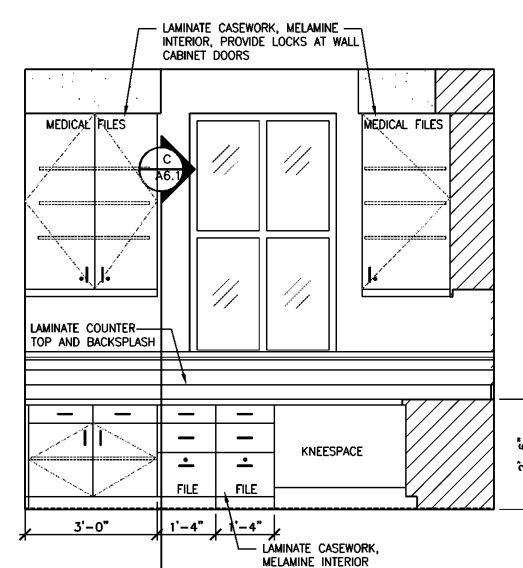 LAMINATE CASEWORK, MELAMINE
INTERIOR, PROVIDE LOCKS AT WALL
CABINET DOORS
MEDICAL FILES
MEDICAL FILES
C
A6.1
LAMINATE COUNTER
TOP AND BACKSPLASH
KNEESPACE
FILE
FILE
3'-0"
1'-4"
1'-4"
LAMINATE CASEWORK,
MELAMINE INTERIOR